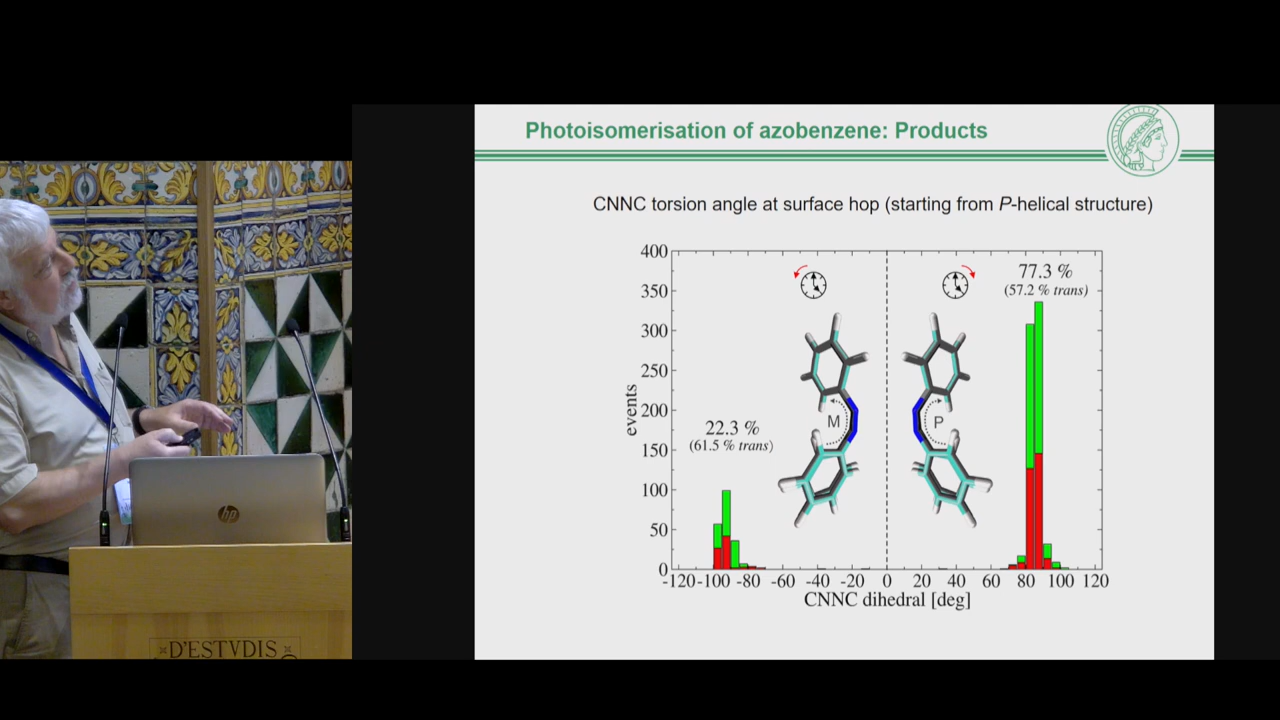 Photoisomerisation of azobenzene: Products
CNNC torsion angle at surface hop (starting from P-helical structure)
400
350
300
250
200
150
100
50
0
events
77.3 %
(57.2 % trans)
22.3 %
(61.5 % trans)
M
P
-120 -100 -80 -60 -40 -20 0 20 40 60 80 100 120
CNNC dihedral [deg]
hp
D'ESTVDIS